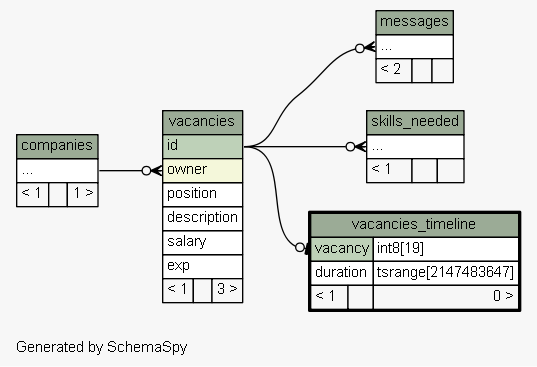 messages
...
< 2
vacancies
id
owner
position
description
salary
exp
< 1 3 >
skills_needed
...
< 1
companies
...
< 1 1 >
vacancies_timeline
vacancy int8[19]
duration tsrange[2147483647]
< 1 0 >
Generated by SchemaSpy